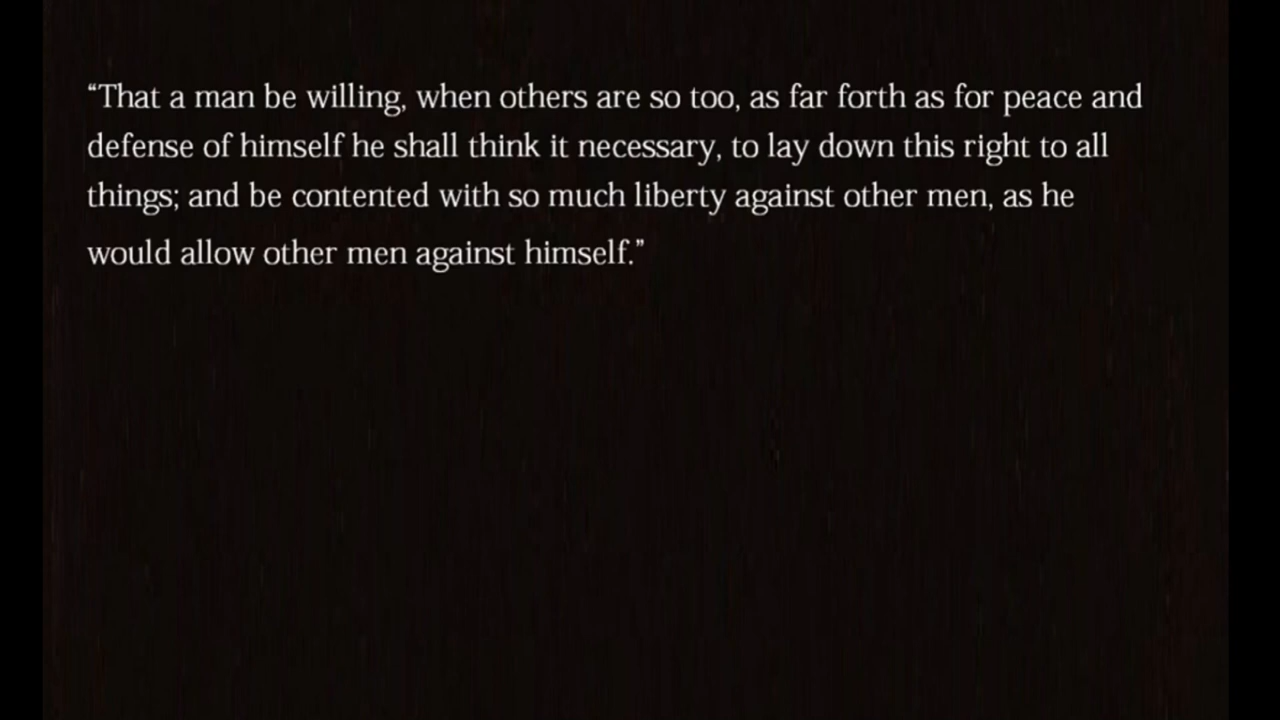 “That a man be willing, when others are so too, as far forth as for peace and
defense of himself he shall think it necessary, to lay down this right to all
things; and be contented with so much liberty against other men, as he
would allow other men against himself.”